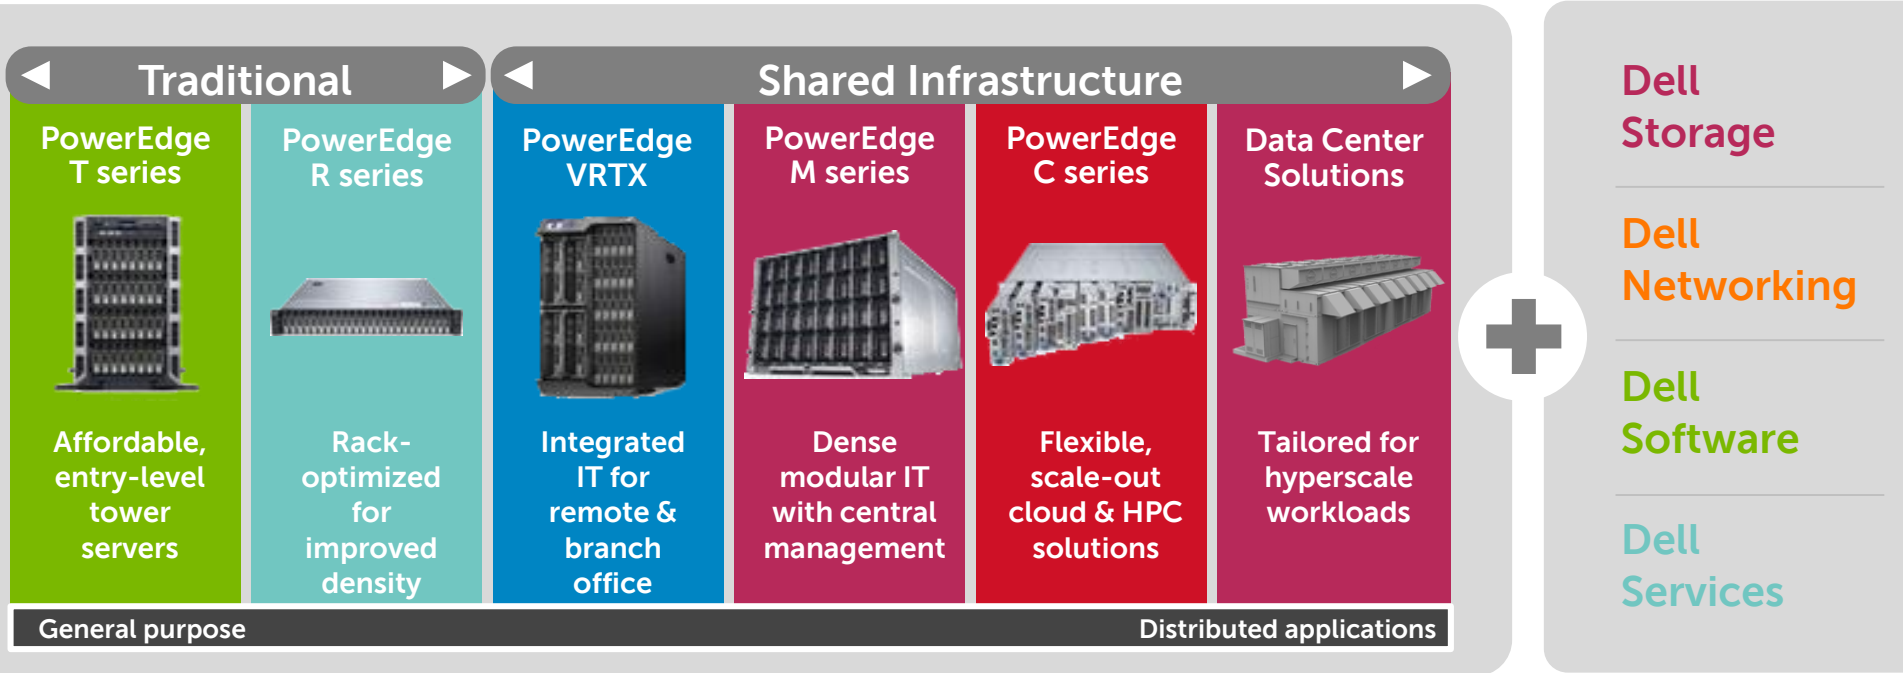 Traditional
Shared Infrastructure
PowerEdge
T series
Affordable,
entry-level
tower
servers
PowerEdge
R series
Rack-
optimized
for
improved
density
PowerEdge
VRTX
Integrated
IT for
remote &
branch
office
PowerEdge
M series
Dense
modular IT
with central
management
PowerEdge
C series
Flexible,
scale-out
cloud & HPC
solutions
Data Center
Solutions
Tailored for
hyperscale
workloads
General purpose
Distributed applications
Dell
Storage
Dell
Networking
Dell
Software
Dell
Services